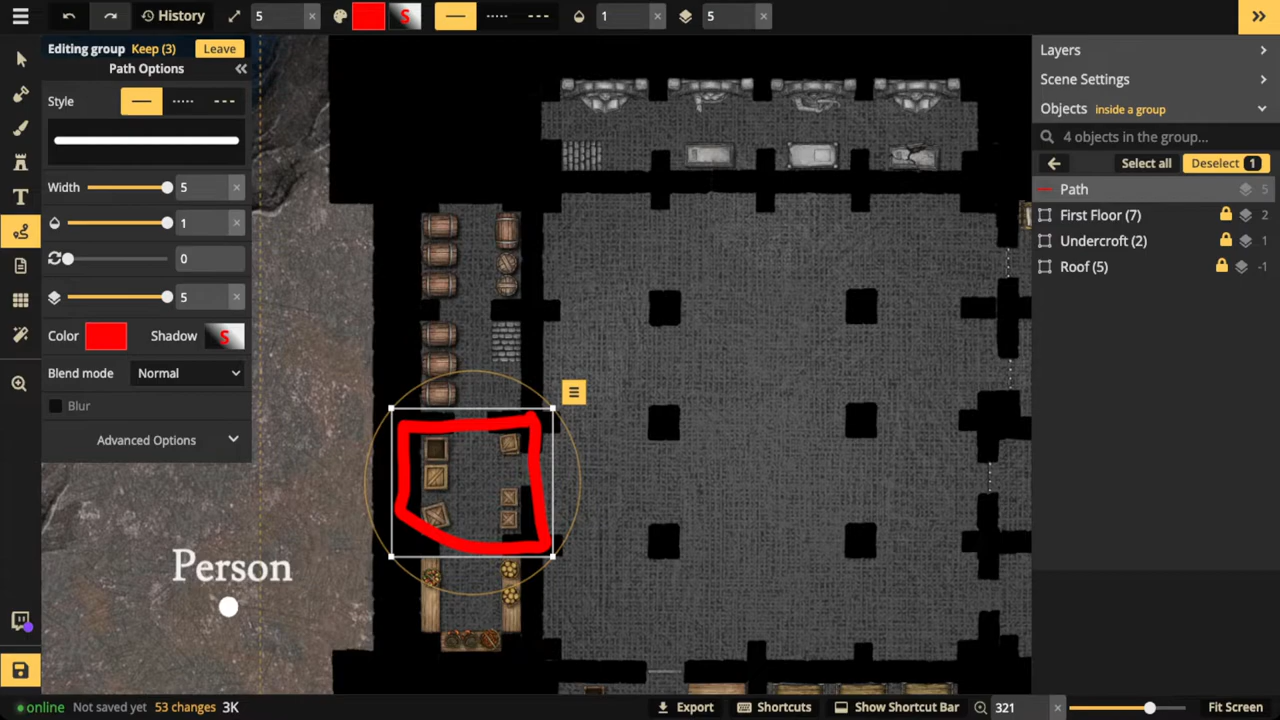 History
5
S
1
5
Editing group Keep (3) Leave
Path Options
Style
Width 5
1
0
5
Color Shadow S
Blend mode Normal
Blur
Advanced Options
Person
Layers
Scene Settings
Objects inside a group
4 objects in the group...
Select all Deselect 1
Path 5
First Floor (7) 2
Undercroft (2) 1
Roof (5) -1
online Not saved yet 53 changes 3K
Export Shortcuts Show Shortcut Bar 321 Fit Screen